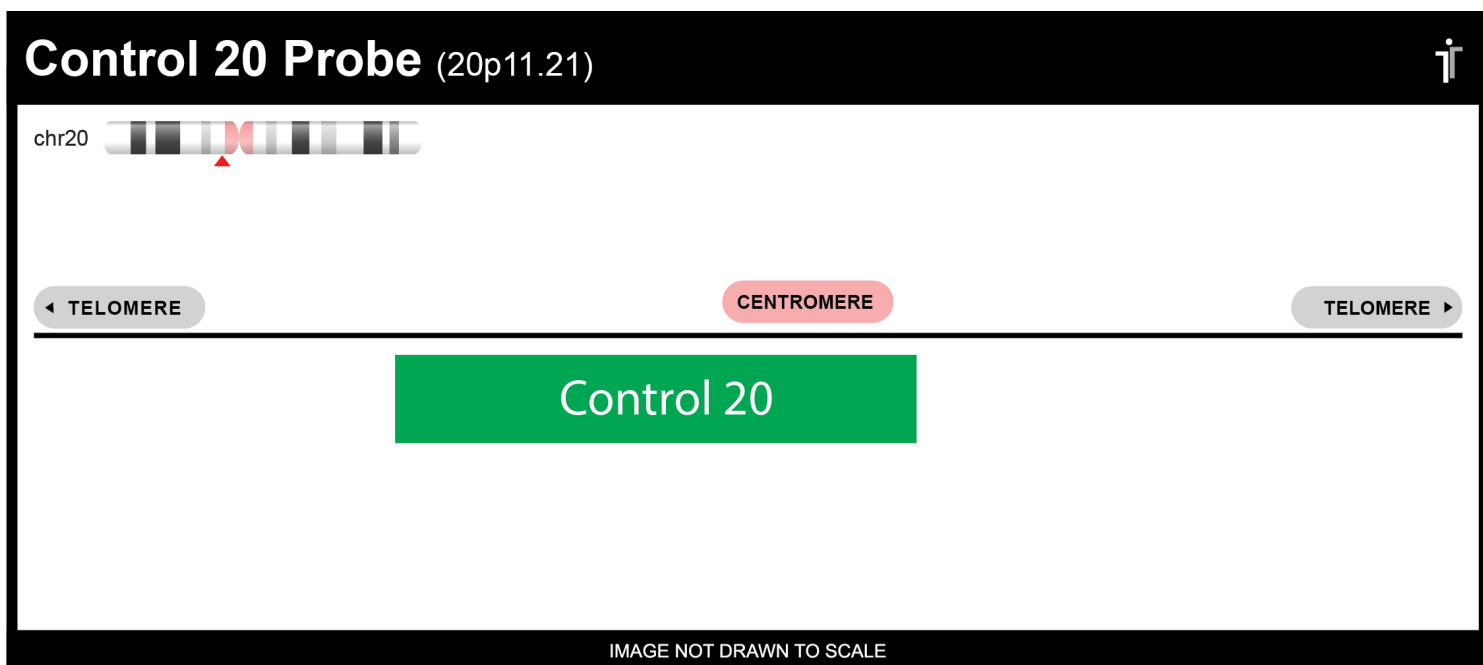 Control 20 Probe (20p11.21)
chr20
TELOMERE
CENTROMERE
TELOMERE
Control 20
IMAGE NOT DRAWN TO SCALE